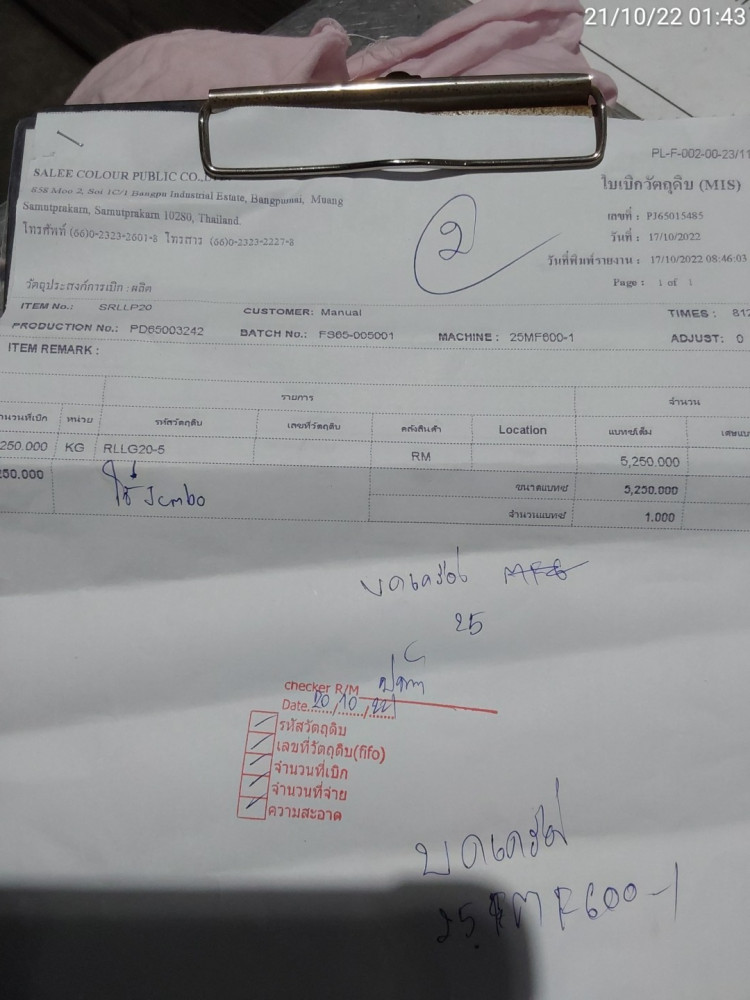 21/10/22 01:43
PL-F-002-00-23/11
SALEE COLOUR PUBLIC CO.,
ใบเบิกวัตถุดิบ (MIS)
858 Moo 2, Soi 1C/1 Bangpu Industrial Estate, Bangpumai, Muang
Samutprakarn, Samutprakarn 10280, Thailand.
โทรศัพท์ (66)0-2323-2601-8 โทรสาร (66)0-2323-2227-8
เลขที่ : PJ65015485
วันที่ : 17/10/2022
วันที่พิมพ์รายงาน : 17/10/2022 08:46:03
Page : 1 of 1
2
วัตถุประสงค์การเบิก : ผลิต
ITEM No.: SRLLP20 CUSTOMER: Manual TIMES : 812
PRODUCTION No.: PD65003242 BATCH No.: FS65-005001 MACHINE : 25MF600-1 ADJUST: 0
ITEM REMARK :
รายการ จำนวน
จำนวนที่เบิก หน่วย รหัสวัตถุดิบ เลขที่วัตถุดิบ คลังสินค้า Location แบทช์เต็ม เศษแบ
250.000 KG RLLG20-5 RM 5,250.000
50.000 ขนาดแบทช์ 5,250.000
จำนวนแบทช์ 1.000
ใช้ Jumbo
บดเครื่อง
25
checker R/M
Date 20/10/22
รหัสวัตถุดิบ
เลขที่วัตถุดิบ(fifo)
จำนวนที่เบิก
จำนวนที่จ่าย
ความสะอาด
บดเครื่อง
25 MF600-1